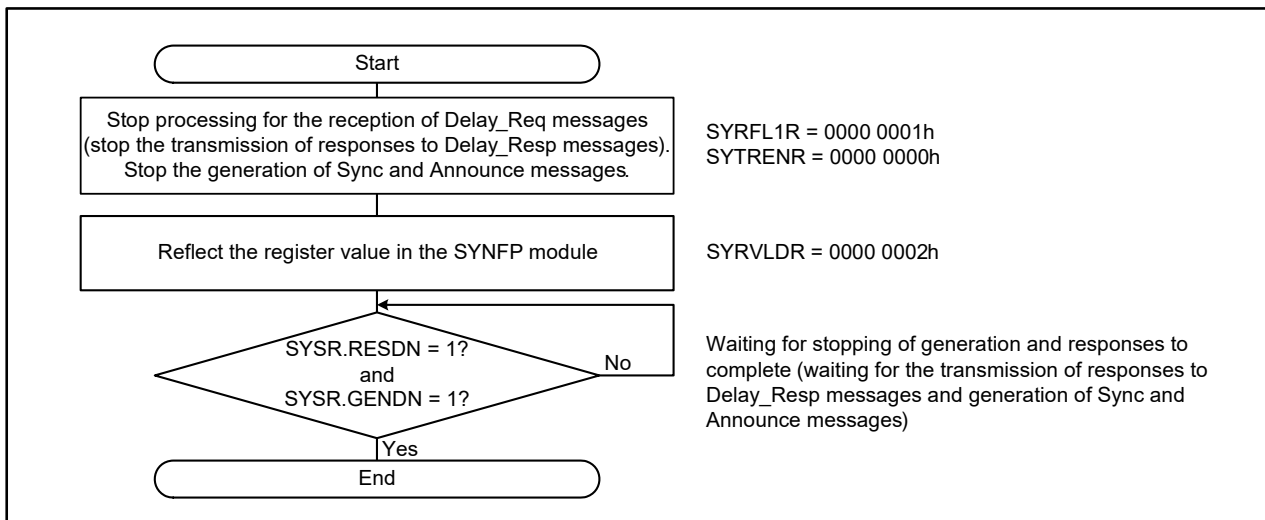 Start
Stop processing for the reception of Delay_Req messages
(stop the transmission of responses to Delay_Resp messages).
Stop the generation of Sync and Announce messages.
SYRFL1R = 0000 0001h
SYTRENR = 0000 0000h
Reflect the register value in the SYNFP module
SYRVLDR = 0000 0002h
SYSR.RESDN = 1?
and
SYSR.GENDN = 1?
No
Waiting for stopping of generation and responses to
complete (waiting for the transmission of responses to
Delay_Resp messages and generation of Sync and
Announce messages)
Yes
End